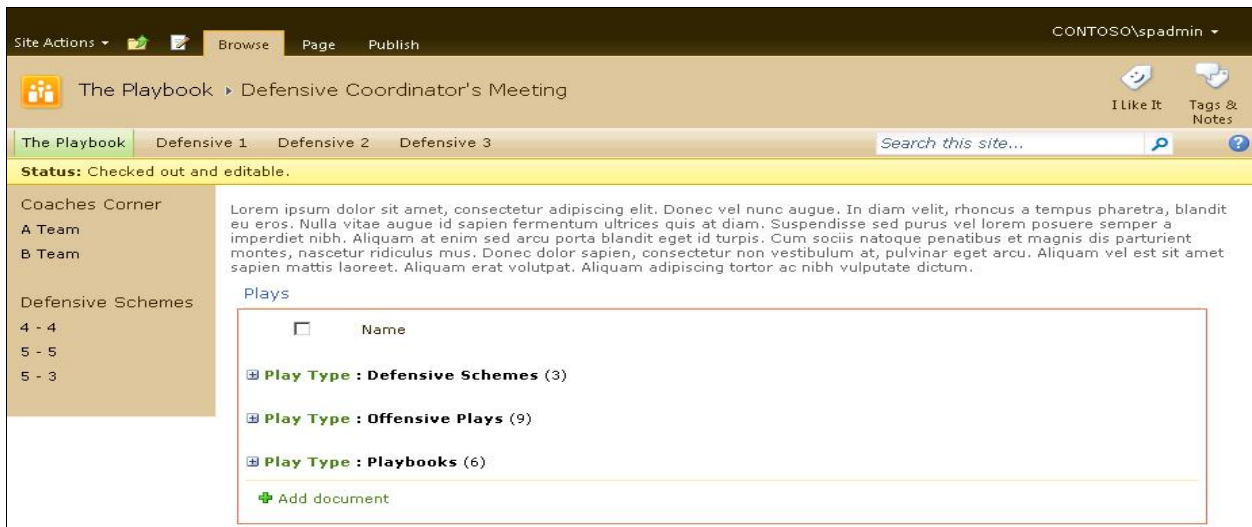 CONTOSO\spadmin
Site Actions
Browse Page Publish
The Playbook Defensive Coordinator's Meeting
I Like It
Tags &
Notes
The Playbook Defensive 1 Defensive 2 Defensive 3
Search this site...
Status: Checked out and editable.
Coaches Corner
A Team
B Team
Defensive Schemes
4 - 4
5 - 5
5 - 3
Lorem ipsum dolor sit amet, consectetur adipiscing elit. Donec vel nunc augue. In diam velit, rhoncus a tempus pharetra, blandit
eu eros. Nulla vitae augue id sapien fermentum ultrices quis at diam. Suspendisse sed purus vel lorem posuere semper a
imperdiet nibh. Aliquam at enim sed arcu porta blandit eget id turpis. Cum sociis natoque penatibus et magnis dis parturient
montes, nascetur ridiculus mus. Donec dolor sapien, consectetur non vestibulum at, pulvinar eget arcu. Aliquam vel est sit amet
sapien mattis laoreet. Aliquam erat volutpat. Aliquam adipiscing tortor ac nibh vulputate dictum.
Plays
Name
Play Type : Defensive Schemes (3)
Play Type : Offensive Plays (9)
Play Type : Playbooks (6)
Add document